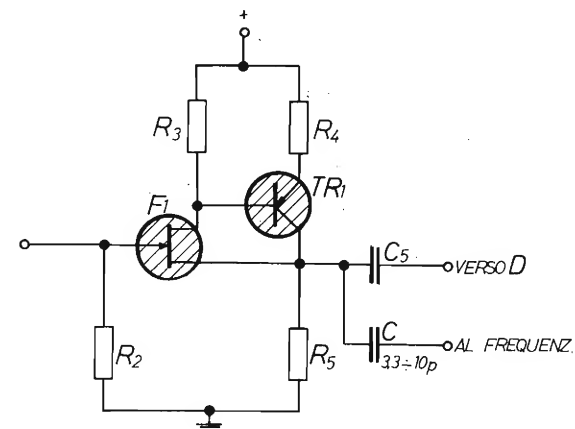 +
R3
R4
TR1
F1
C5
VERSO D
R2
R5
C
3,3÷10p
AL FREQUENZ.